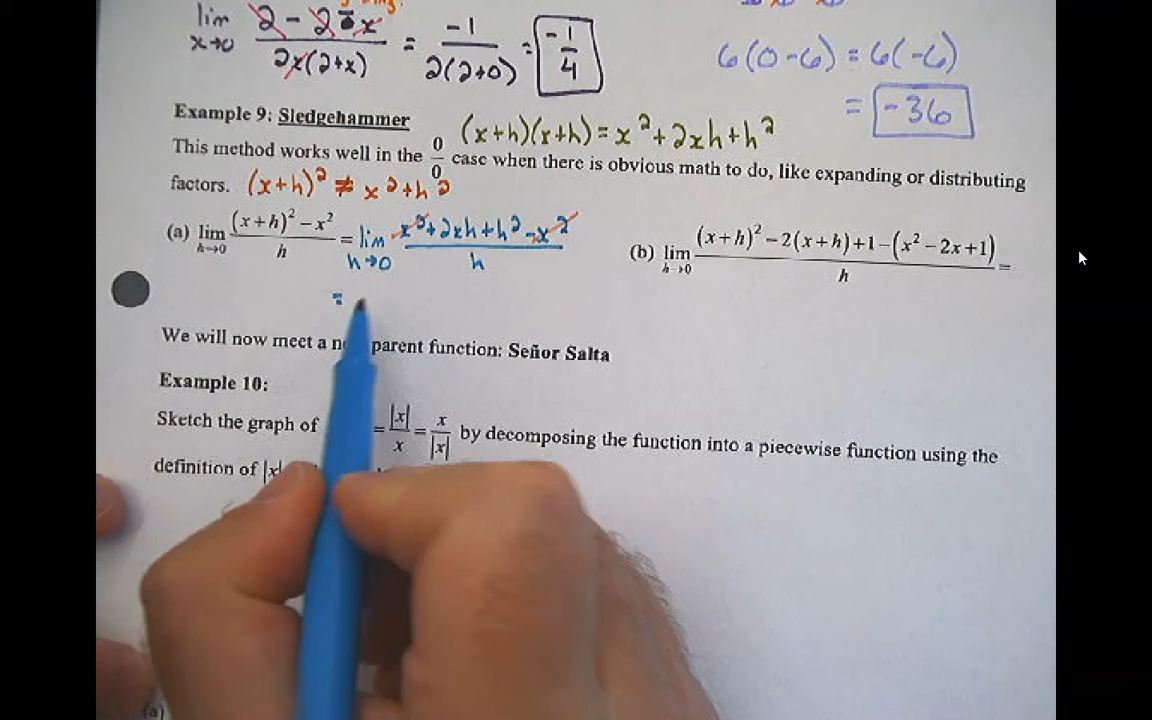 lim x→0 (2 - 2 - x)/(2x(2+x)) = -1/(2(2+0)) = -1/4
6(0-6) = 6(-6)
= -36
Example 9: Sledgehammer (x+h)(x+h) = x²+2xh+h²
This method works well in the 0/0 case when there is obvious math to do, like expanding or distributing
factors. (x+h)² ≠ x²+h²
(a) lim h→0 ((x+h)² - x²)/h = lim h→0 (x²+2xh+h²-x²)/h
(b) lim h→0 ((x+h)² - 2(x+h)+1-(x² - 2x+1))/h =
=
We will now meet a parent function: Señor Salta
Example 10:
Sketch the graph of = |x|/x = x/|x| by decomposing the function into a piecewise function using the
definition of |x|
(a)